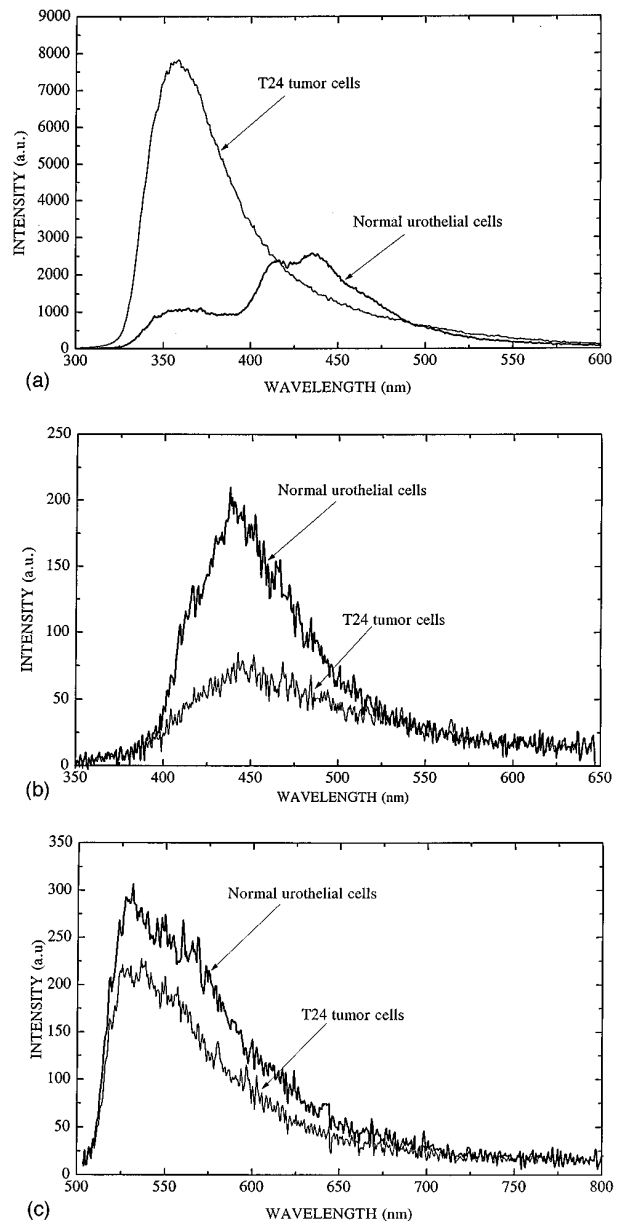 9000
8000
7000
6000
5000
4000
3000
2000
1000
0
INTENSITY (a.u.)
T24 tumor cells
Normal urothelial cells
300 350 400 450 500 550 600
WAVELENGTH (nm)
(a)
250
200
150
100
50
0
INTENSITY (a.u.)
Normal urothelial cells
T24 tumor cells
350 400 450 500 550 600 650
WAVELENGTH (nm)
(b)
350
300
250
200
150
100
50
0
INTENSITY (a.u)
Normal urothelial cells
T24 tumor cells
500 550 600 650 700 750 800
WAVELENGTH (nm)
(c)